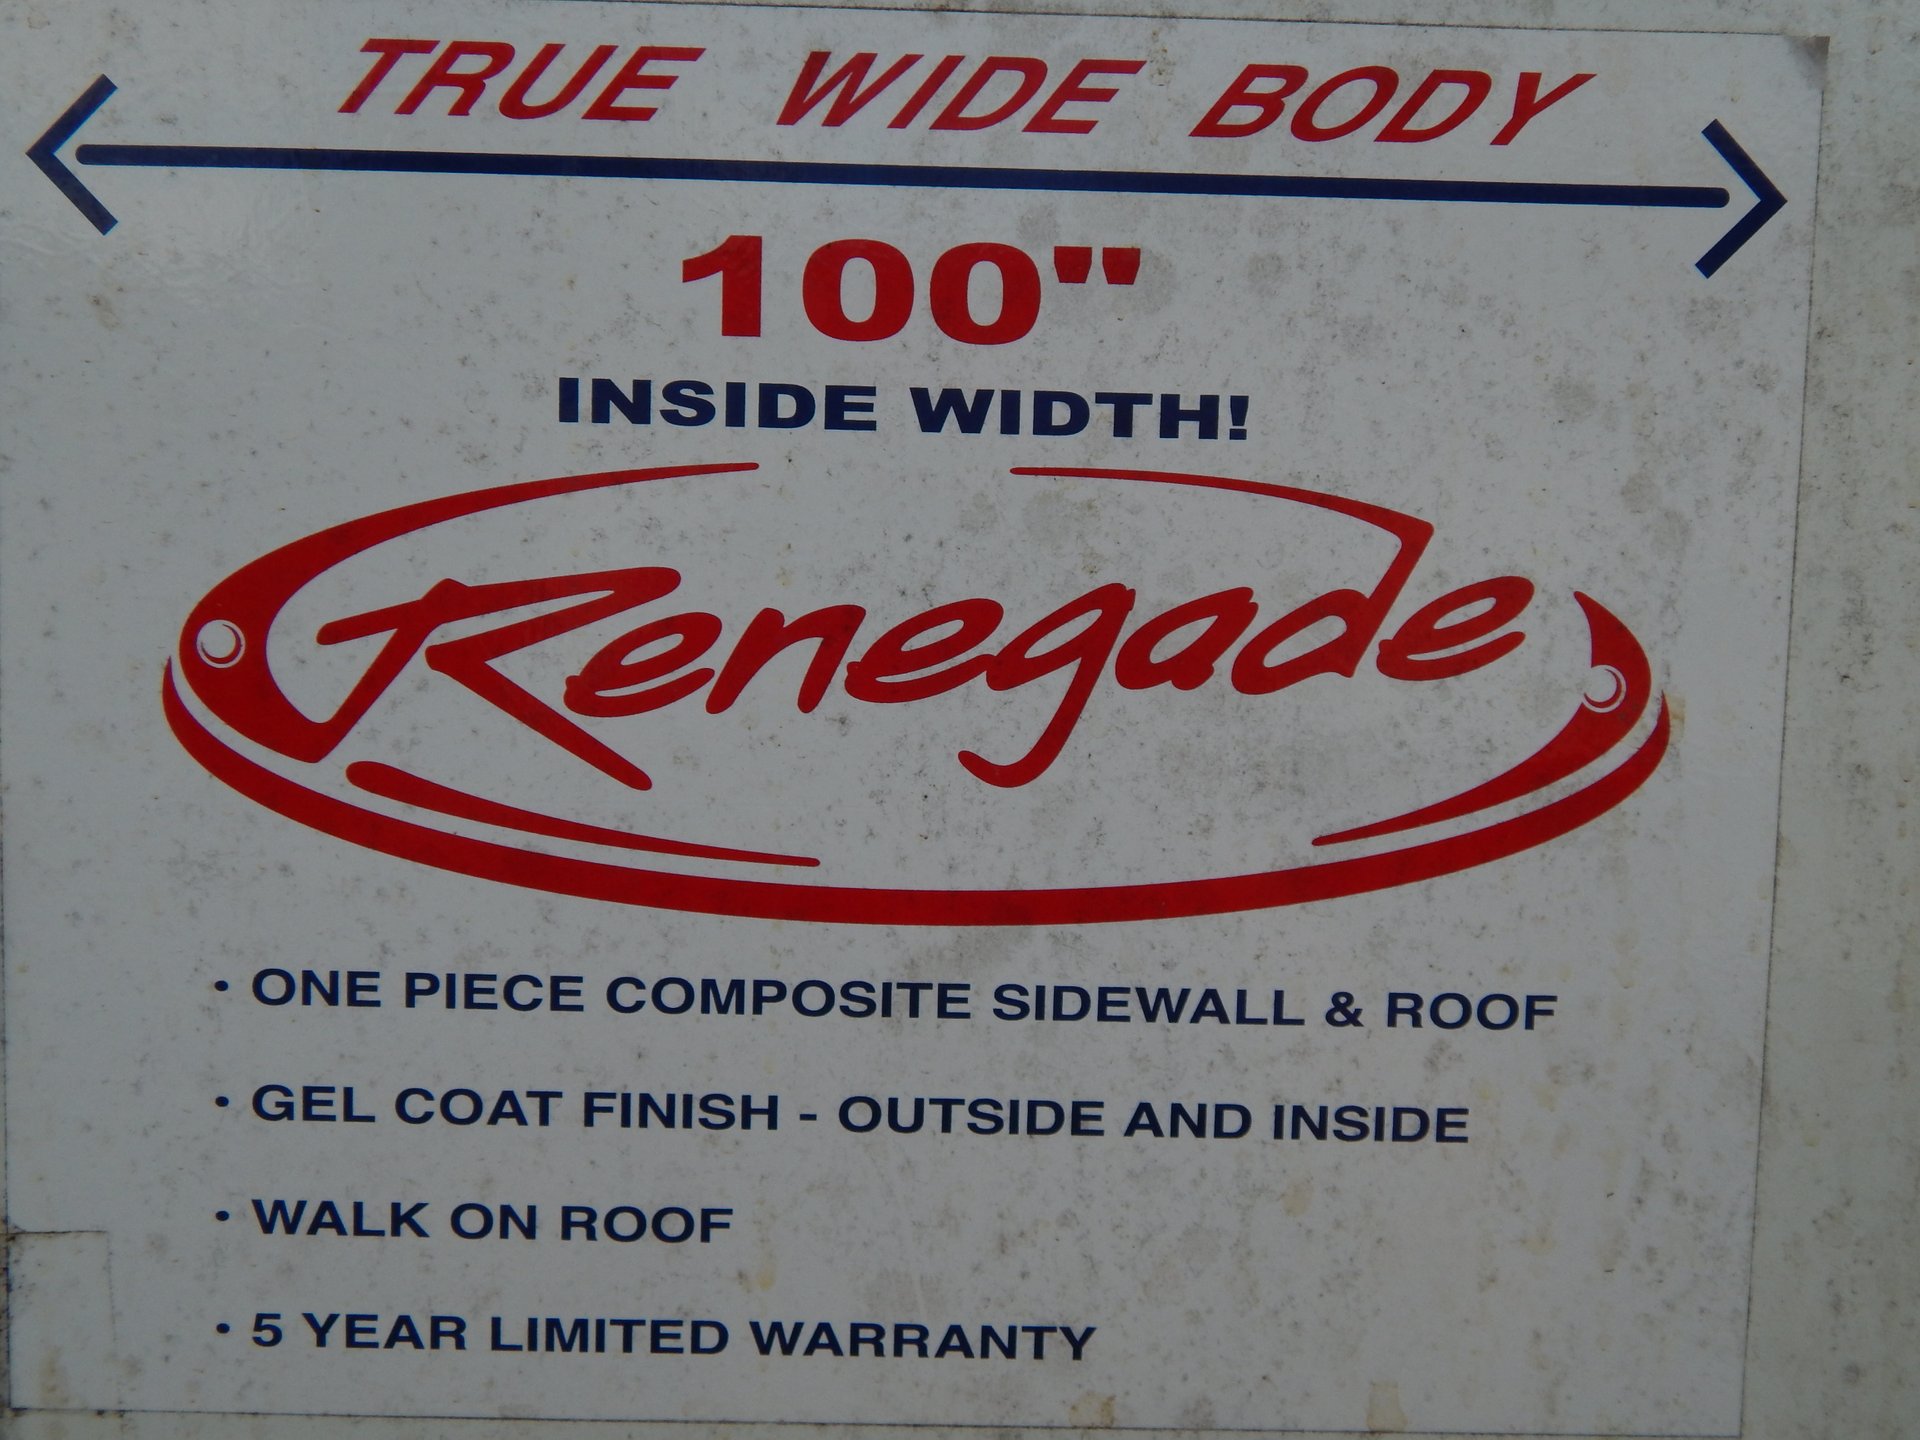 TRUE WIDE BODY
100"
INSIDE WIDTH!
Renegade
· ONE PIECE COMPOSITE SIDEWALL & ROOF
· GEL COAT FINISH - OUTSIDE AND INSIDE
· WALK ON ROOF
· 5 YEAR LIMITED WARRANTY